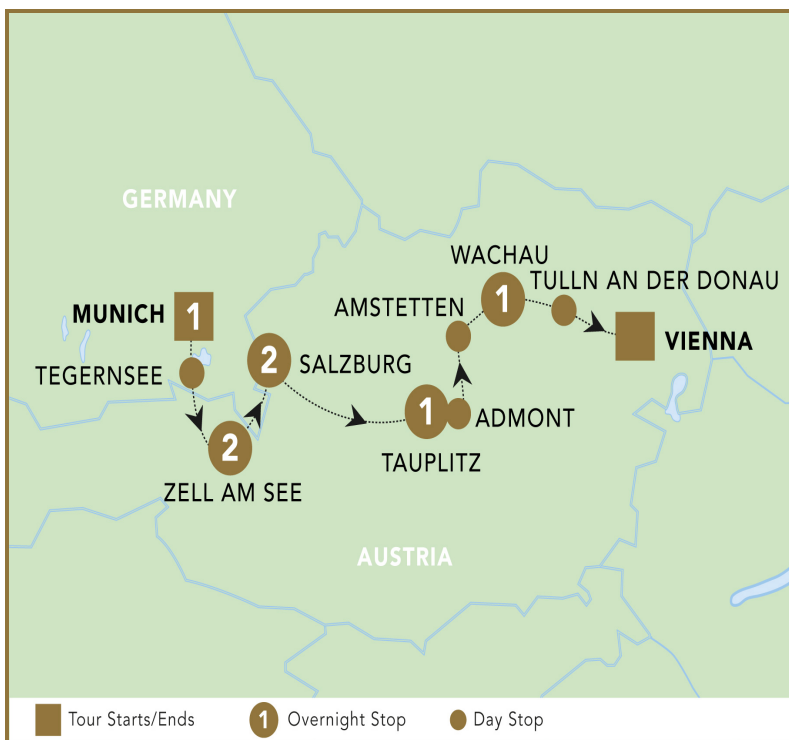 GERMANY
WACHAU
TULLN AN DER DONAU
MUNICH 1
1
AMSTETTEN
VIENNA
TEGERNSEE
2 SALZBURG
1 ADMONT
2
TAUPLITZ
ZELL AM SEE
AUSTRIA
Tour Starts/Ends
1 Overnight Stop
Day Stop